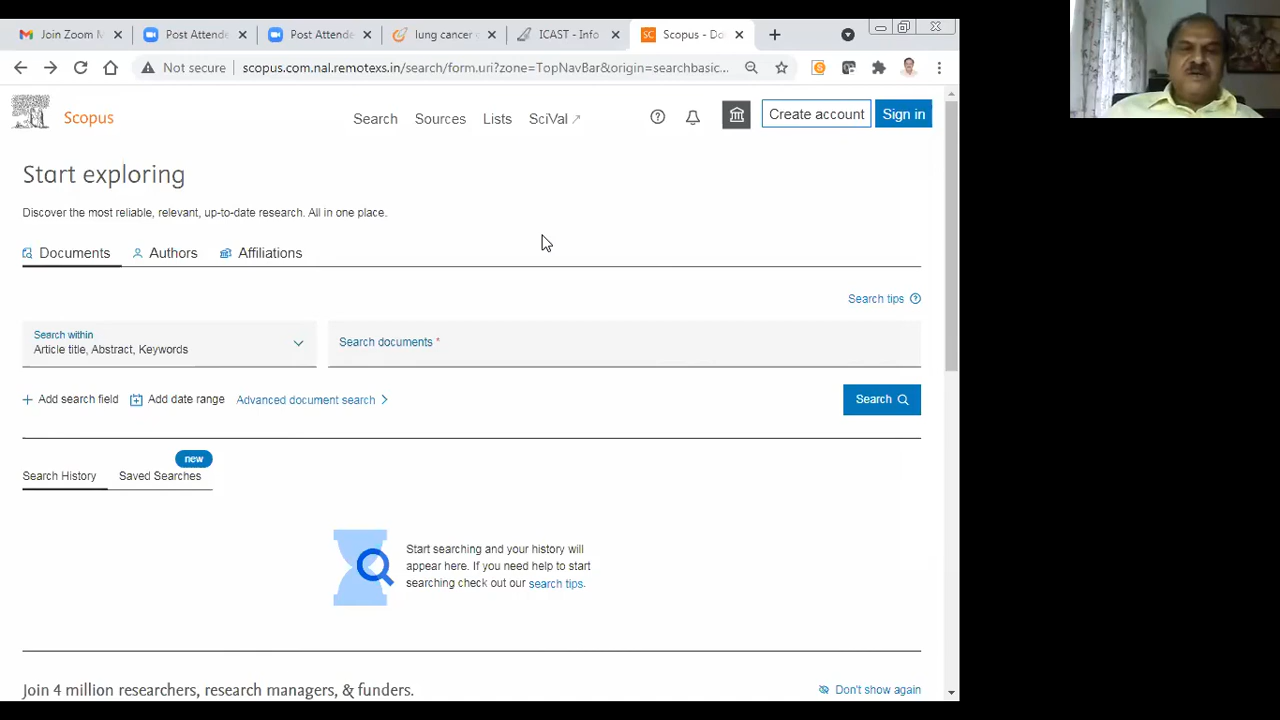 Join Zoom M
Post Attende
Post Attende
lung cancer
ICAST - Info
SC
Scopus - Do
Not secure
scopus.com.nal.remotexs.in/search/form.uri?zone=TopNavBar&origin=searchbasic...
Scopus
Search
Sources
Lists
SciVal
Create account
Sign in
Start exploring
Discover the most reliable, relevant, up-to-date research. All in one place.
Documents
Authors
Affiliations
Search tips
Search within
Article title, Abstract, Keywords
Search documents *
Add search field
Add date range
Advanced document search
Search
new
Search History
Saved Searches
Start searching and your history will
appear here. If you need help to start
searching check out our search tips.
Join 4 million researchers, research managers, & funders.
Don't show again